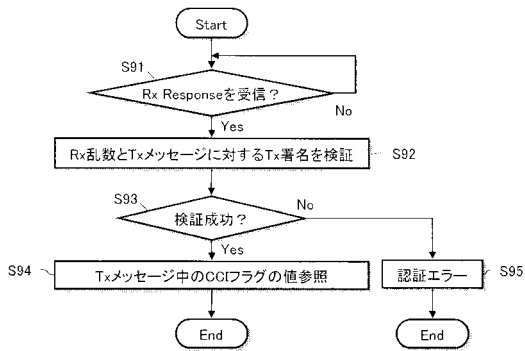 Start
S91
Rx Responseを受信？
No
Yes
Rx乱数とTxメッセージに対するTx署名を検証
S92
S93
検証成功？
No
Yes
S94
Txメッセージ中のCCIフラグの値参照
認証エラー
S95
End
End